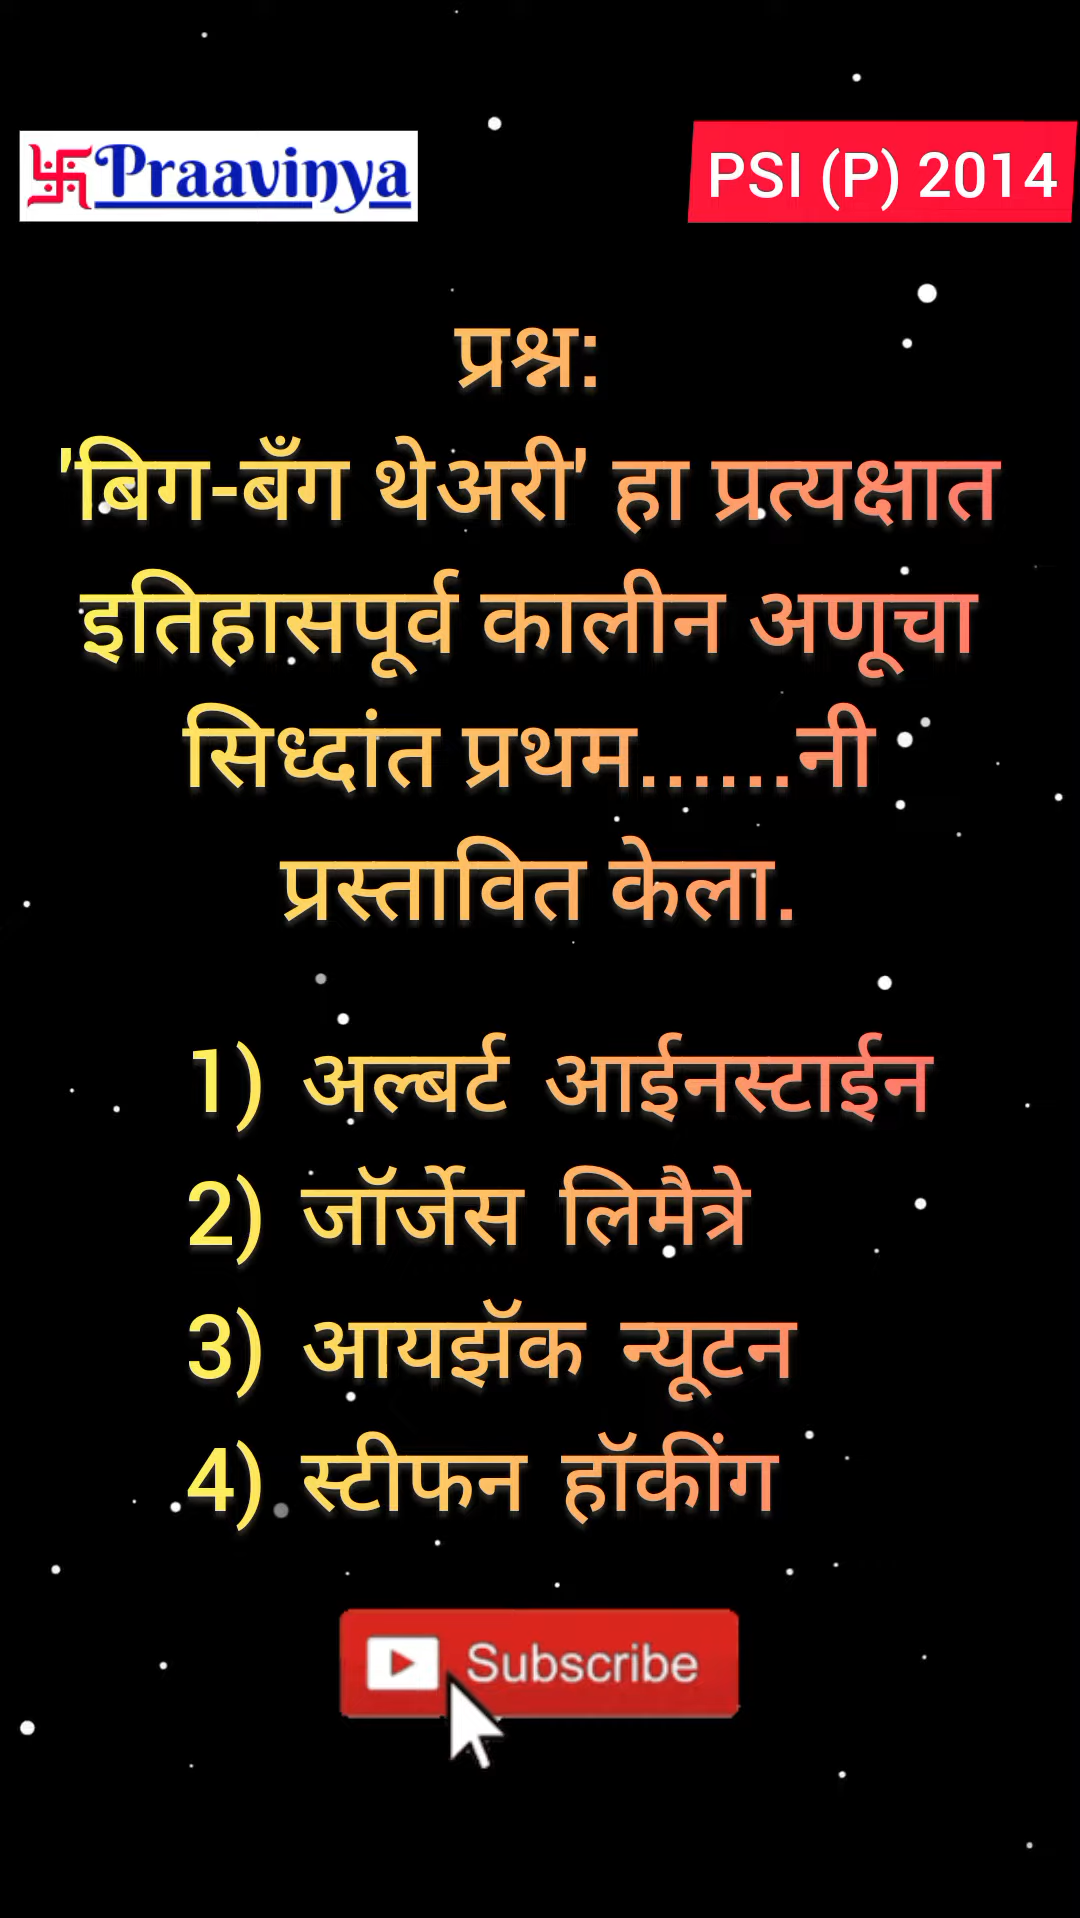 Praavinya
PSI (P) 2014
प्रश्न:
'बिग-बँग थेअरी' हा प्रत्यक्षात
इतिहासपूर्व कालीन अणूचा
सिध्दांत प्रथम......नी
प्रस्तावित केला.
1) अल्बर्ट आईनस्टाईन
2) जॉर्जेस लिमैत्रे
3) आयझॅक न्यूटन
4) स्टीफन हॉकींग
Subscribe